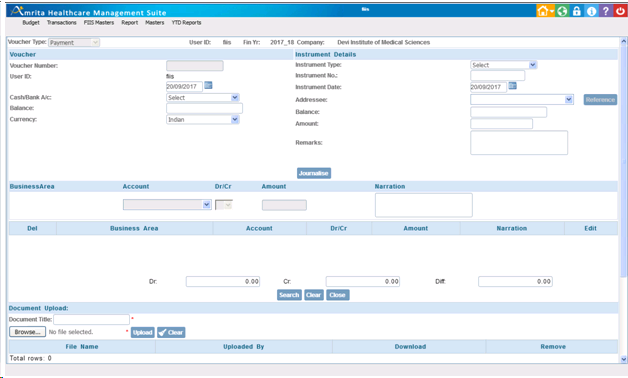 Amrita Healthcare Management Suite fiis
Budget Transactions FIIS Masters Report Masters YTD Reports
Voucher Type: Payment User ID: fiis Fin Yr: 2017_18 Company: Devi Institute of Medical Sciences
Voucher Instrument Details
Voucher Number: Instrument Type: Select
User ID: fiis Instrument No.:
20/09/2017 Instrument Date: 20/09/2017
Cash/Bank A/c: Select Addressee: Reference
Balance: Balance:
Currency: Indian Amount:
Remarks:
Journalise
BusinessArea Account Dr/Cr Amount Narration
Del Business Area Account Dr/Cr Amount Narration Edit
Dr: 0.00 Cr: 0.00 Diff: 0.00
Search Clear Close
Document Upload:
Document Title: *
Browse... No file selected. * Upload Clear
File Name Uploaded By Download Remove
Total rows: 0